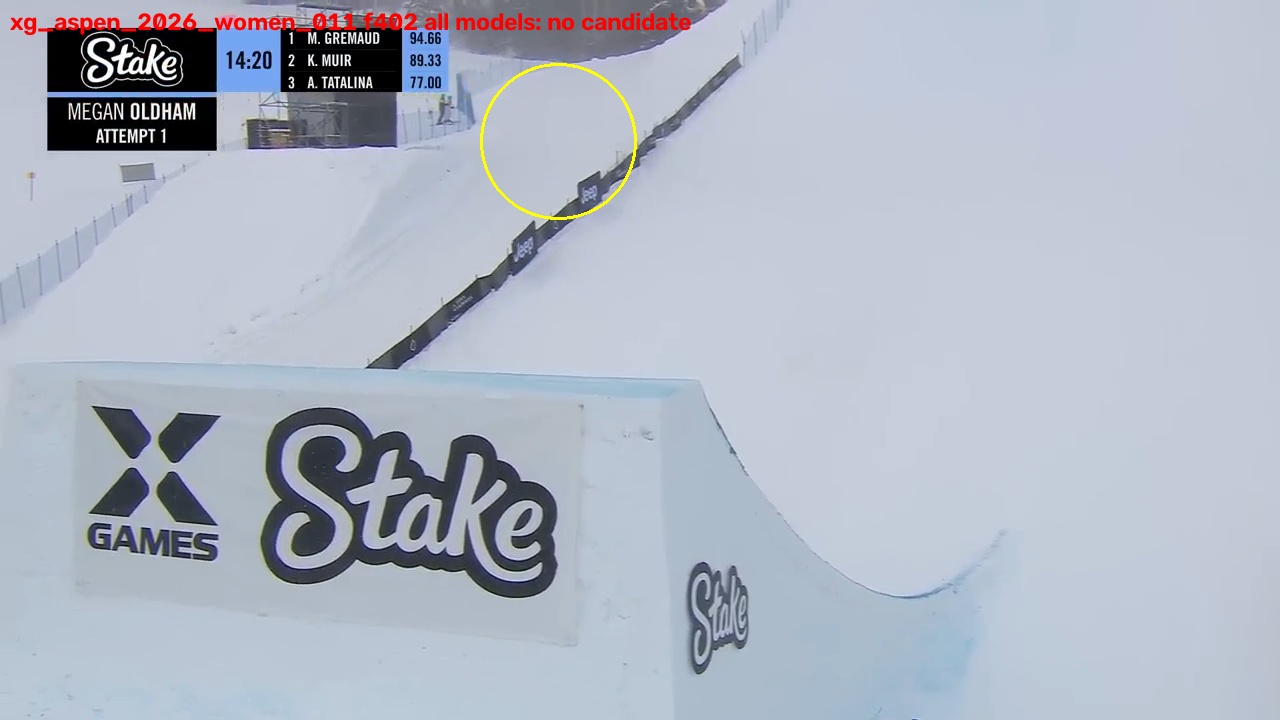 xg_aspen_2026_women_011 f402 all models: no candidate
Stake
14:20
1 M. GREMAUD 94.66
2 K. MUIR 89.33
3 A. TATALINA 77.00
MEGAN OLDHAM
ATTEMPT 1
Jeep
Jeep
X GAMES
Stake
Stake